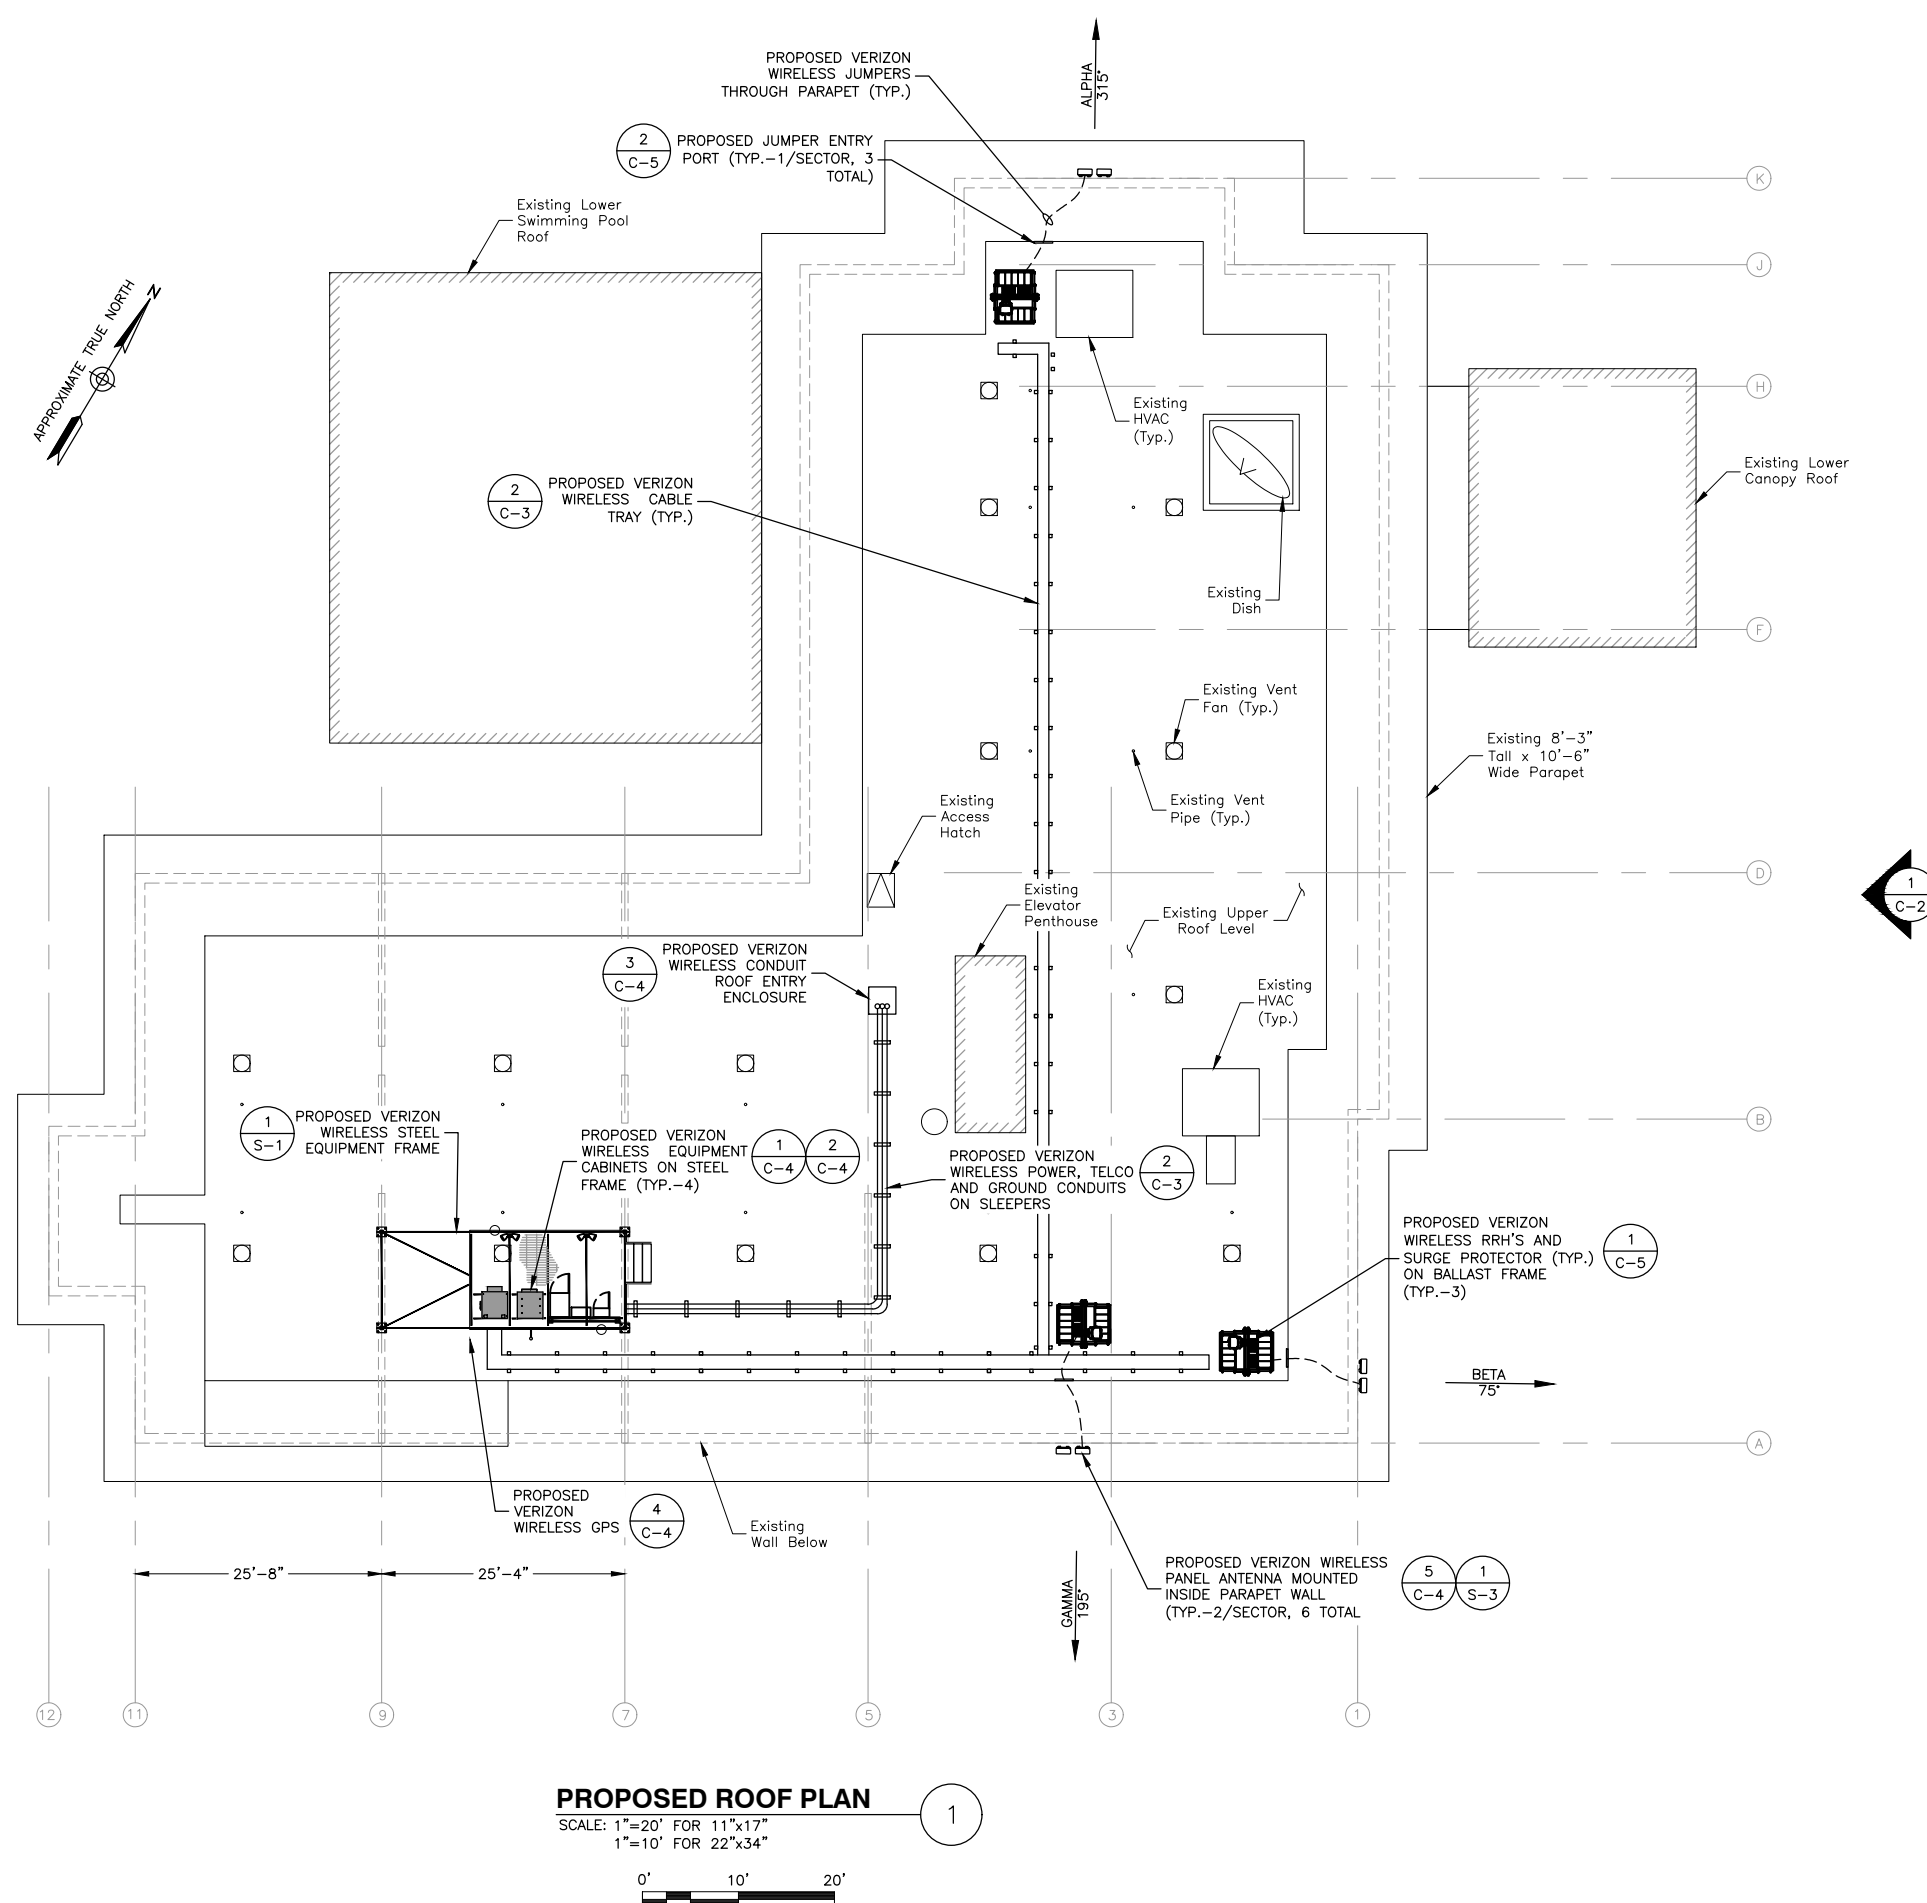 PROPOSED VERIZON
WIRELESS JUMPERS
THROUGH PARAPET (TYP.)
ALPHA
315°
2
C-5
PROPOSED JUMPER ENTRY
PORT (TYP.-1/SECTOR, 3
TOTAL)
K
Existing Lower
Swimming Pool
Roof
J
APPROXIMATE TRUE NORTH
N
H
Existing
HVAC
(Typ.)
Existing Lower
Canopy Roof
2
C-3
PROPOSED VERIZON
WIRELESS CABLE
TRAY (TYP.)
Existing
Dish
F
Existing Vent
Fan (Typ.)
Existing 8'-3"
Tall x 10'-6"
Wide Parapet
Existing Vent
Pipe (Typ.)
Existing
Access
Hatch
D
1
C-2
Existing
Elevator
Penthouse
Existing Upper
Roof Level
3
C-4
PROPOSED VERIZON
WIRELESS CONDUIT
ROOF ENTRY
ENCLOSURE
Existing
HVAC
(Typ.)
1
S-1
PROPOSED VERIZON
WIRELESS STEEL
EQUIPMENT FRAME
B
PROPOSED VERIZON
WIRELESS EQUIPMENT
CABINETS ON STEEL
FRAME (TYP.-4)
1
C-4
2
C-4
PROPOSED VERIZON
WIRELESS POWER, TELCO
AND GROUND CONDUITS
ON SLEEPERS
2
C-3
PROPOSED VERIZON
WIRELESS RRH'S AND
SURGE PROTECTOR (TYP.)
ON BALLAST FRAME
(TYP.-3)
1
C-5
BETA
75°
A
PROPOSED
VERIZON
WIRELESS GPS
4
C-4
Existing
Wall Below
25'-8"
25'-4"
GAMMA
195°
PROPOSED VERIZON WIRELESS
PANEL ANTENNA MOUNTED
INSIDE PARAPET WALL
(TYP.-2/SECTOR, 6 TOTAL
5
C-4
1
S-3
12
11
9
7
5
3
1
PROPOSED ROOF PLAN
1
SCALE: 1"=20' FOR 11"x17"
1"=10' FOR 22"x34"
0'
10'
20'